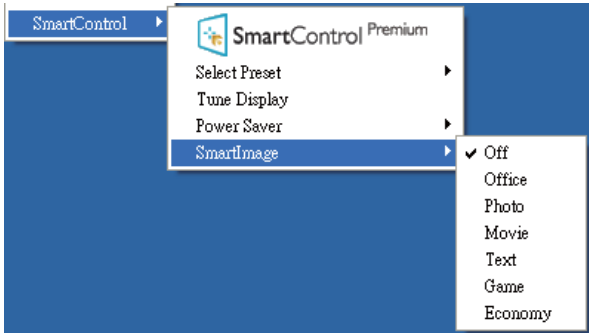 SmartControl
SmartControl Premium
Select Preset
Tune Display
Power Saver
SmartImage
Off
Office
Photo
Movie
Text
Game
Economy